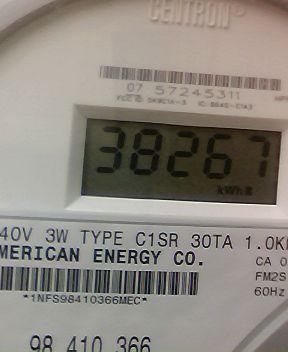 CENTRON®
07 57245311
38267
kWh R
40V 3W TYPE C1SR 30TA 1.0K
MERICAN ENERGY CO.
CA 0
FM2S
60Hz
*1NFS98410366MEC*
98 410 366